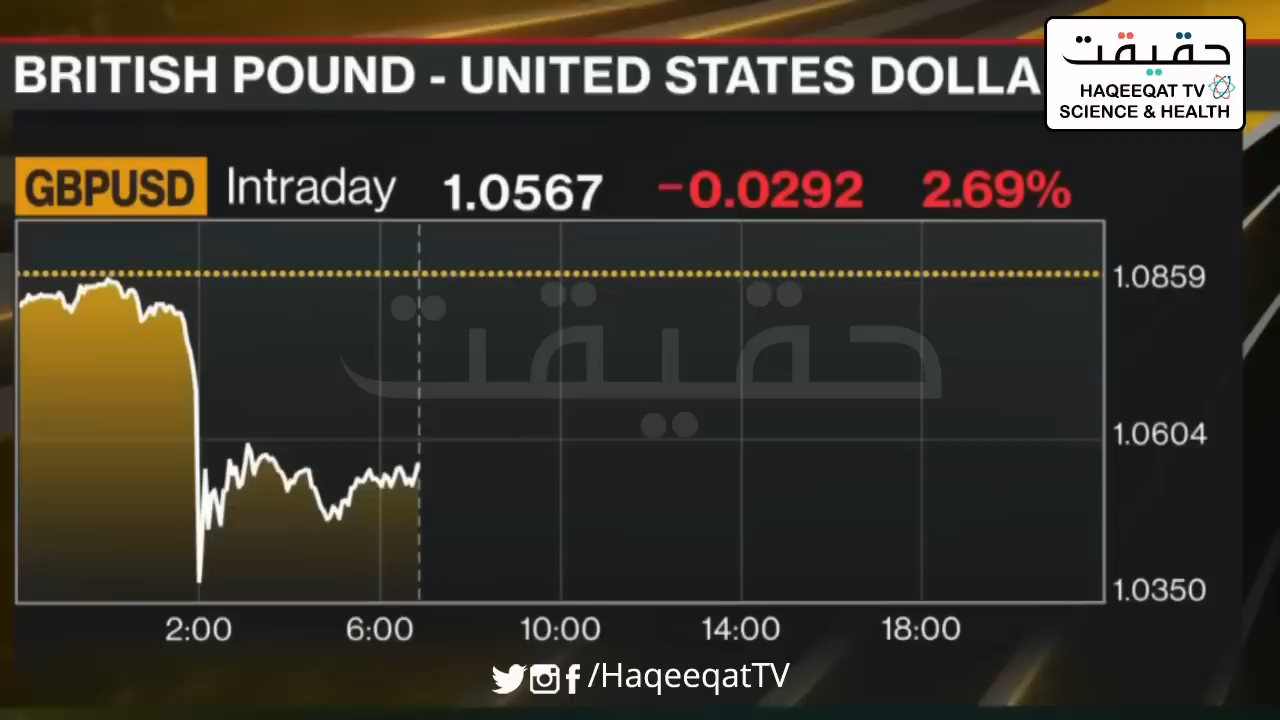 BRITISH POUND - UNITED STATES DOLLA
حقيقت
HAQEEQAT TV
SCIENCE & HEALTH
GBPUSD Intraday 1.0567 -0.0292 2.69%
1.0859
حقيقت
1.0604
1.0350
2:00 6:00 10:00 14:00 18:00
/HaqeeqatTV